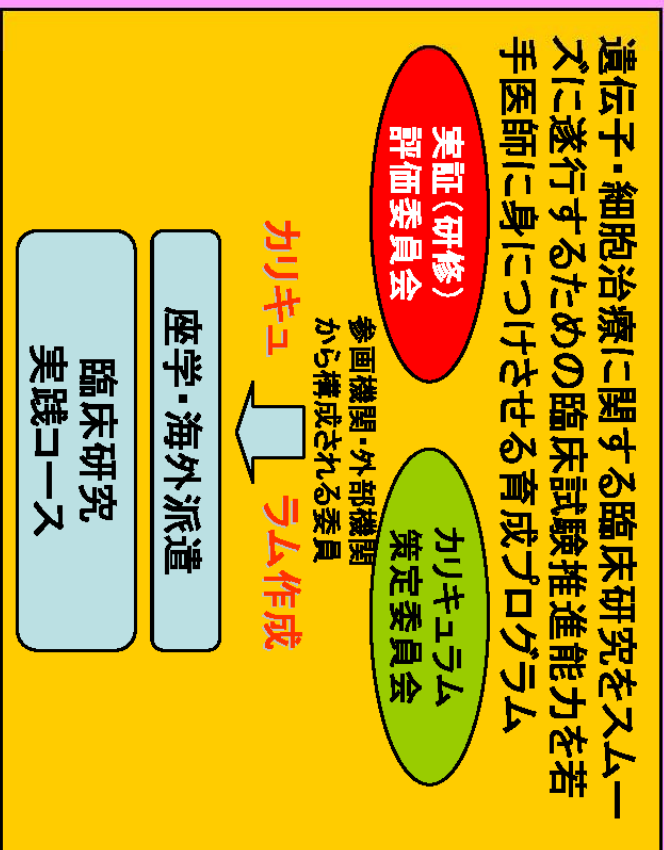 遺伝子・細胞治療に関する臨床研究をスムー
ズに遂行するための臨床試験推進能力を若
手医師に身につけさせる育成プログラム
実証(研修)
評価委員会
カリキュラム
策定委員会
参画機関・外部機関
から構成される委員
カリキュ ラム作成
座学・海外派遣
臨床研究
実践コース